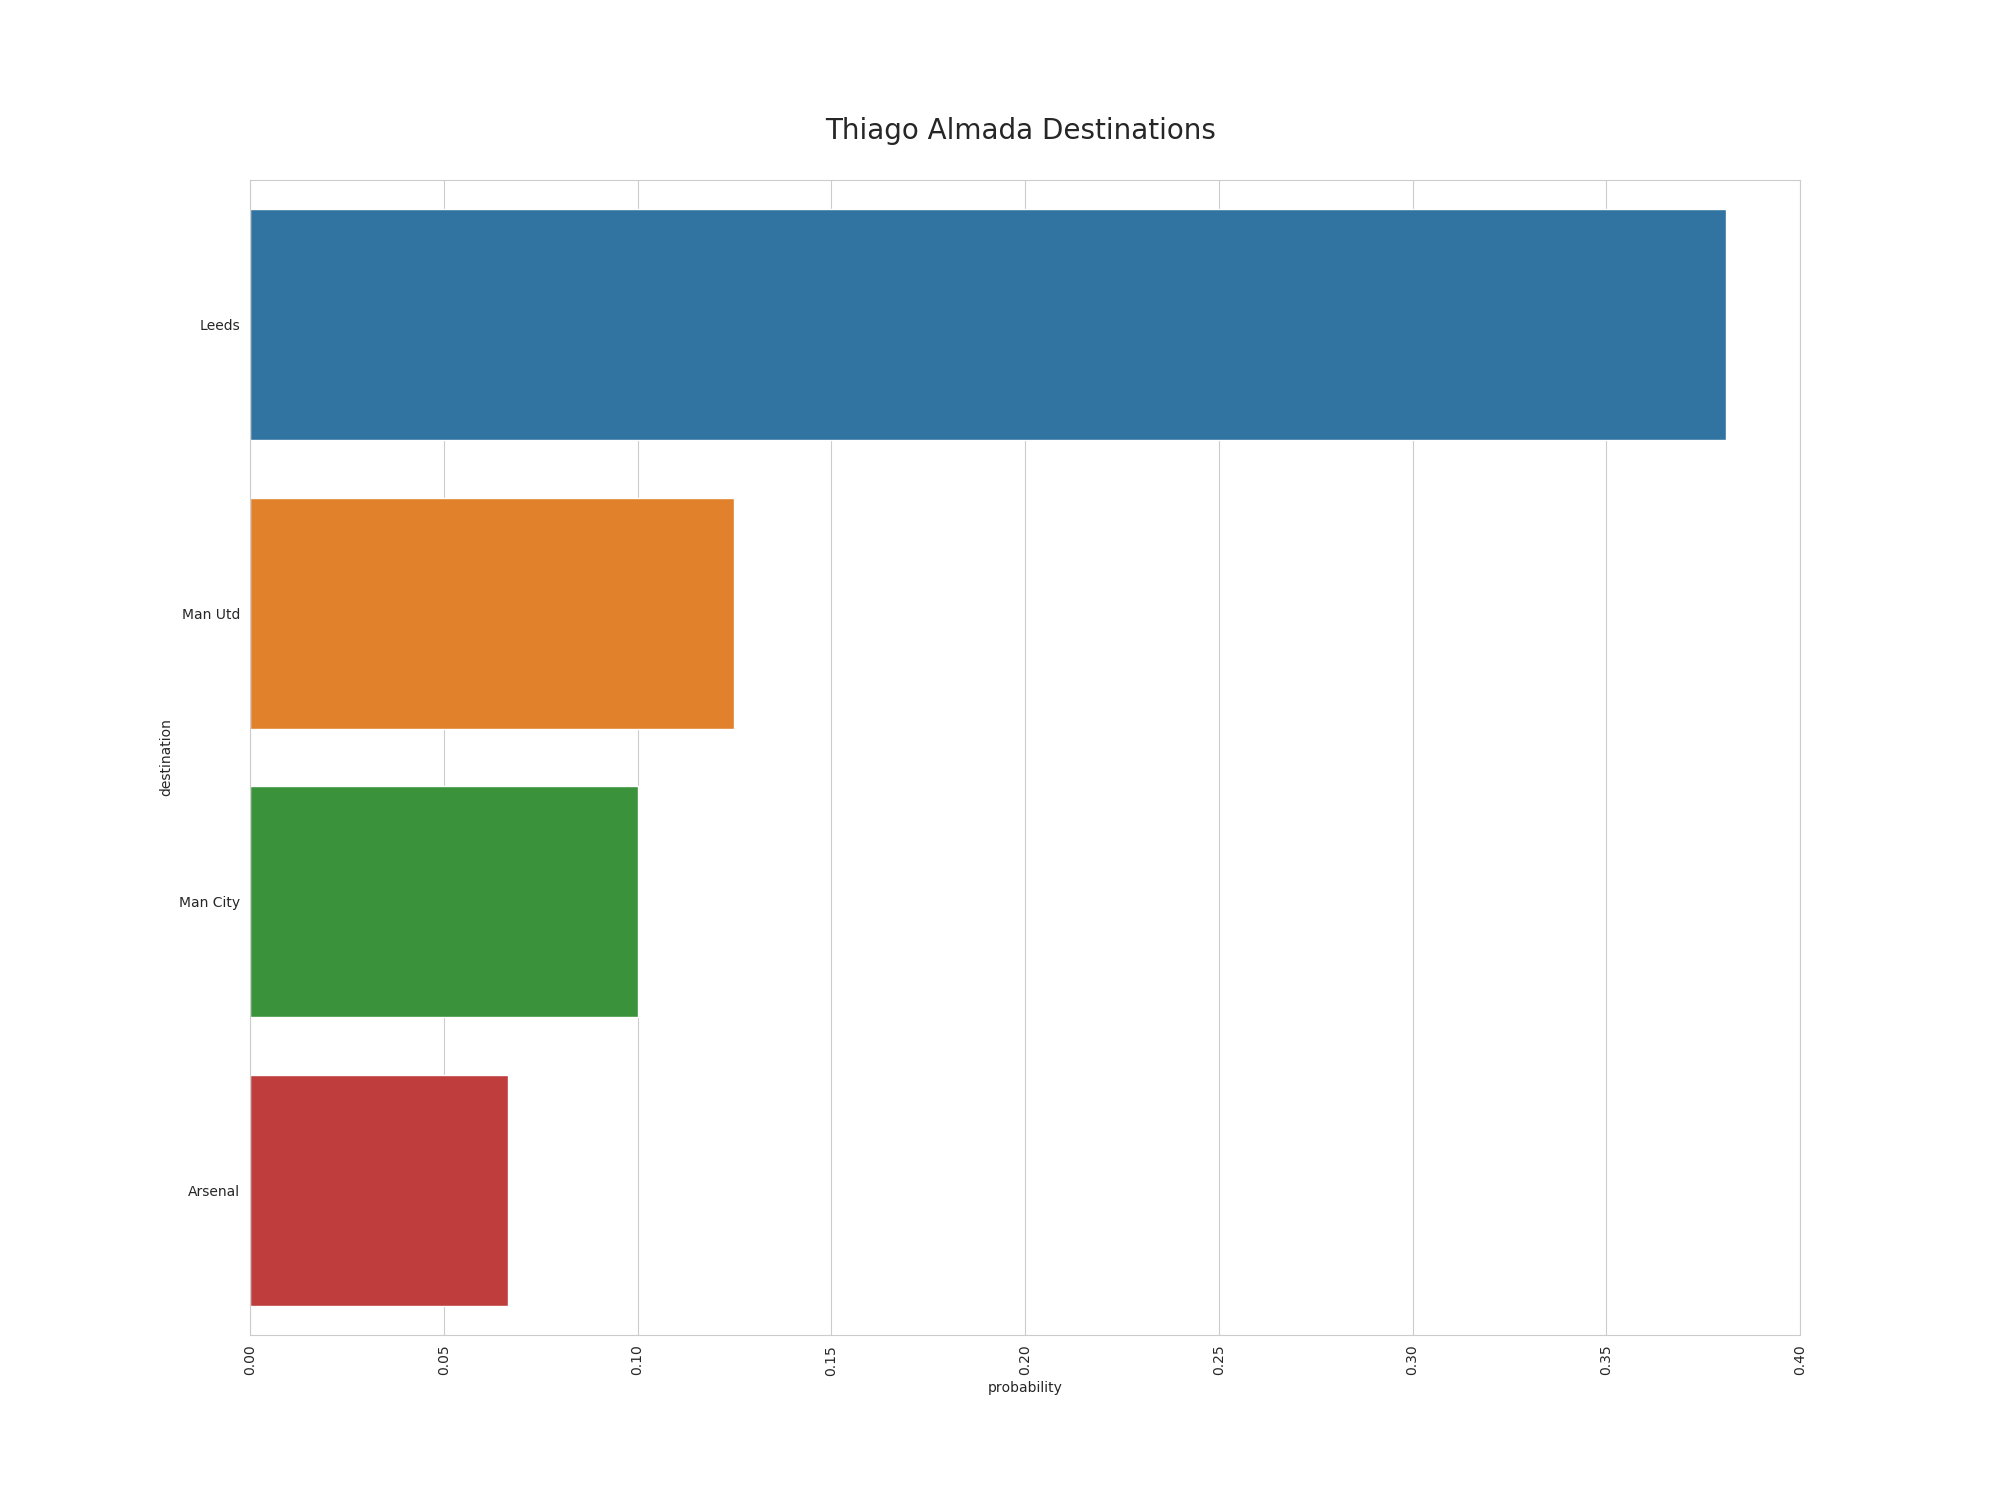 Thiago Almada Destinations
Leeds
Man Utd
Man City
Arsenal
destination
0.00
0.05
0.10
0.15
0.20
0.25
0.30
0.35
0.40
probability